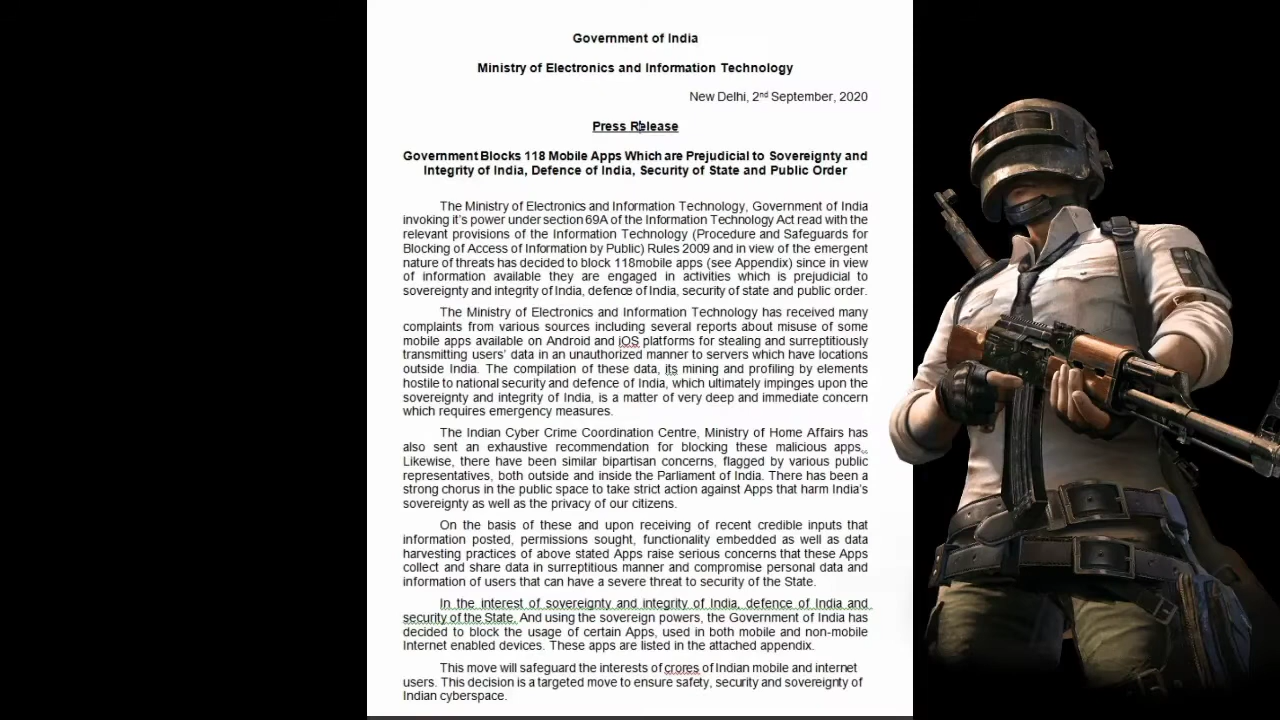 Government of India
Ministry of Electronics and Information Technology
New Delhi, 2nd September, 2020
Press Release
Government Blocks 118 Mobile Apps Which are Prejudicial to Sovereignty and
Integrity of India, Defence of India, Security of State and Public Order
The Ministry of Electronics and Information Technology, Government of India
invoking it's power under section 69A of the Information Technology Act read with the
relevant provisions of the Information Technology (Procedure and Safeguards for
Blocking of Access of Information by Public) Rules 2009 and in view of the emergent
nature of threats has decided to block 118mobile apps (see Appendix) since in view
of information available they are engaged in activities which is prejudicial to
sovereignty and integrity of India, defence of India, security of state and public order.
The Ministry of Electronics and Information Technology has received many
complaints from various sources including several reports about misuse of some
mobile apps available on Android and iOS platforms for stealing and surreptitiously
transmitting users' data in an unauthorized manner to servers which have locations
outside India. The compilation of these data, its mining and profiling by elements
hostile to national security and defence of India, which ultimately impinges upon the
sovereignty and integrity of India, is a matter of very deep and immediate concern
which requires emergency measures.
The Indian Cyber Crime Coordination Centre, Ministry of Home Affairs has
also sent an exhaustive recommendation for blocking these malicious apps..
Likewise, there have been similar bipartisan concerns, flagged by various public
representatives, both outside and inside the Parliament of India. There has been a
strong chorus in the public space to take strict action against Apps that harm India's
sovereignty as well as the privacy of our citizens.
On the basis of these and upon receiving of recent credible inputs that
information posted, permissions sought, functionality embedded as well as data
harvesting practices of above stated Apps raise serious concerns that these Apps
collect and share data in surreptitious manner and compromise personal data and
information of users that can have a severe threat to security of the State.
In the interest of sovereignty and integrity of India, defence of India and
security of the State. And using the sovereign powers, the Government of India has
decided to block the usage of certain Apps, used in both mobile and non-mobile
Internet enabled devices. These apps are listed in the attached appendix.
This move will safeguard the interests of crores of Indian mobile and internet
users. This decision is a targeted move to ensure safety, security and sovereignty of
Indian cyberspace.